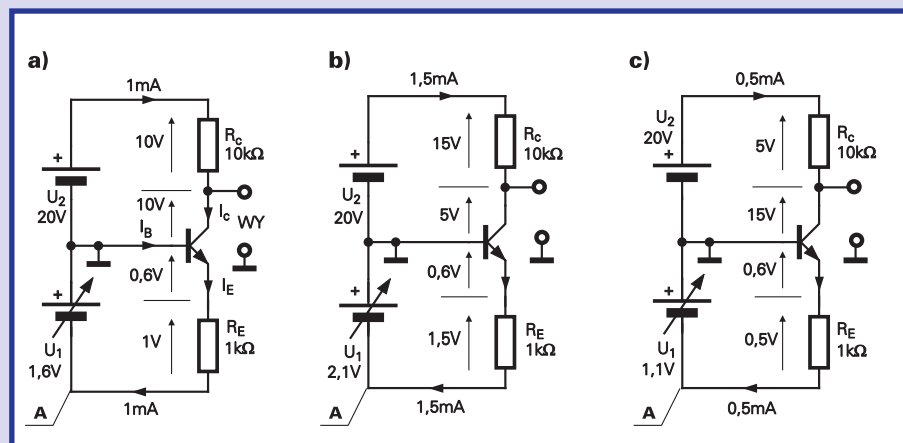 a)
1mA
10V
Rc
10kΩ
+
U2
20V
10V
Ic
WY
IB
0,6V
+
IE
U1
1,6V
1V
RE
1kΩ
A
1mA
b)
1,5mA
15V
Rc
10kΩ
+
U2
20V
5V
0,6V
+
U1
2,1V
1,5V
RE
1kΩ
A
1,5mA
c)
0,5mA
U2
20V
+
5V
Rc
10kΩ
15V
0,6V
+
U1
1,1V
0,5V
RE
1kΩ
A
0,5mA